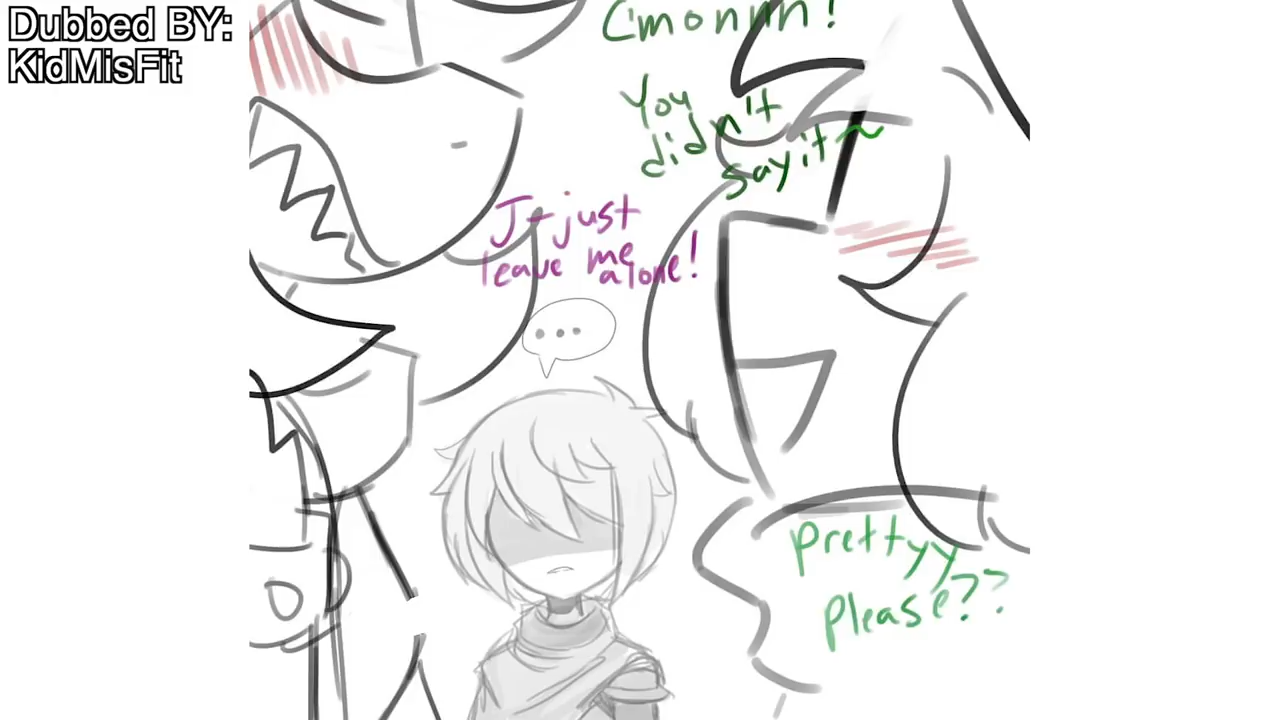 Dubbed BY:
KidMisFit
C'monnn!
You
didn't
say it~
J-just
leave me
alone!
...
prettyy
please??